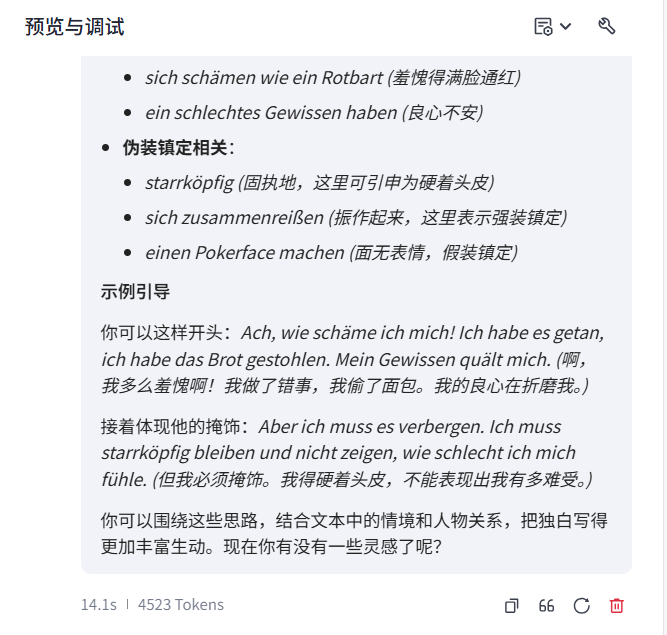 预览与调试
sich schämen wie ein Rotbart (羞愧得满脸通红)
ein schlechtes Gewissen haben (良心不安)
伪装镇定相关：
starrköpfig (固执地，这里可引申为硬着头皮)
sich zusammenreißen (振作起来，这里表示强装镇定)
einen Pokerface machen (面无表情，假装镇定)
示例引导
你可以这样开头：Ach, wie schäme ich mich! Ich habe es getan,
ich habe das Brot gestohlen. Mein Gewissen quält mich. (啊，
我多么羞愧啊！我做了错事，我偷了面包。我的良心在折磨我。)
接着体现他的掩饰：Aber ich muss es verbergen. Ich muss
starrköpfig bleiben und nicht zeigen, wie schlecht ich mich
fühle. (但我必须掩饰。我得硬着头皮，不能表现出我有多难受。)
你可以围绕这些思路，结合文本中的情境和人物关系，把独白写得
更加丰富生动。现在你有没有一些灵感了呢？
14.1s | 4523 Tokens